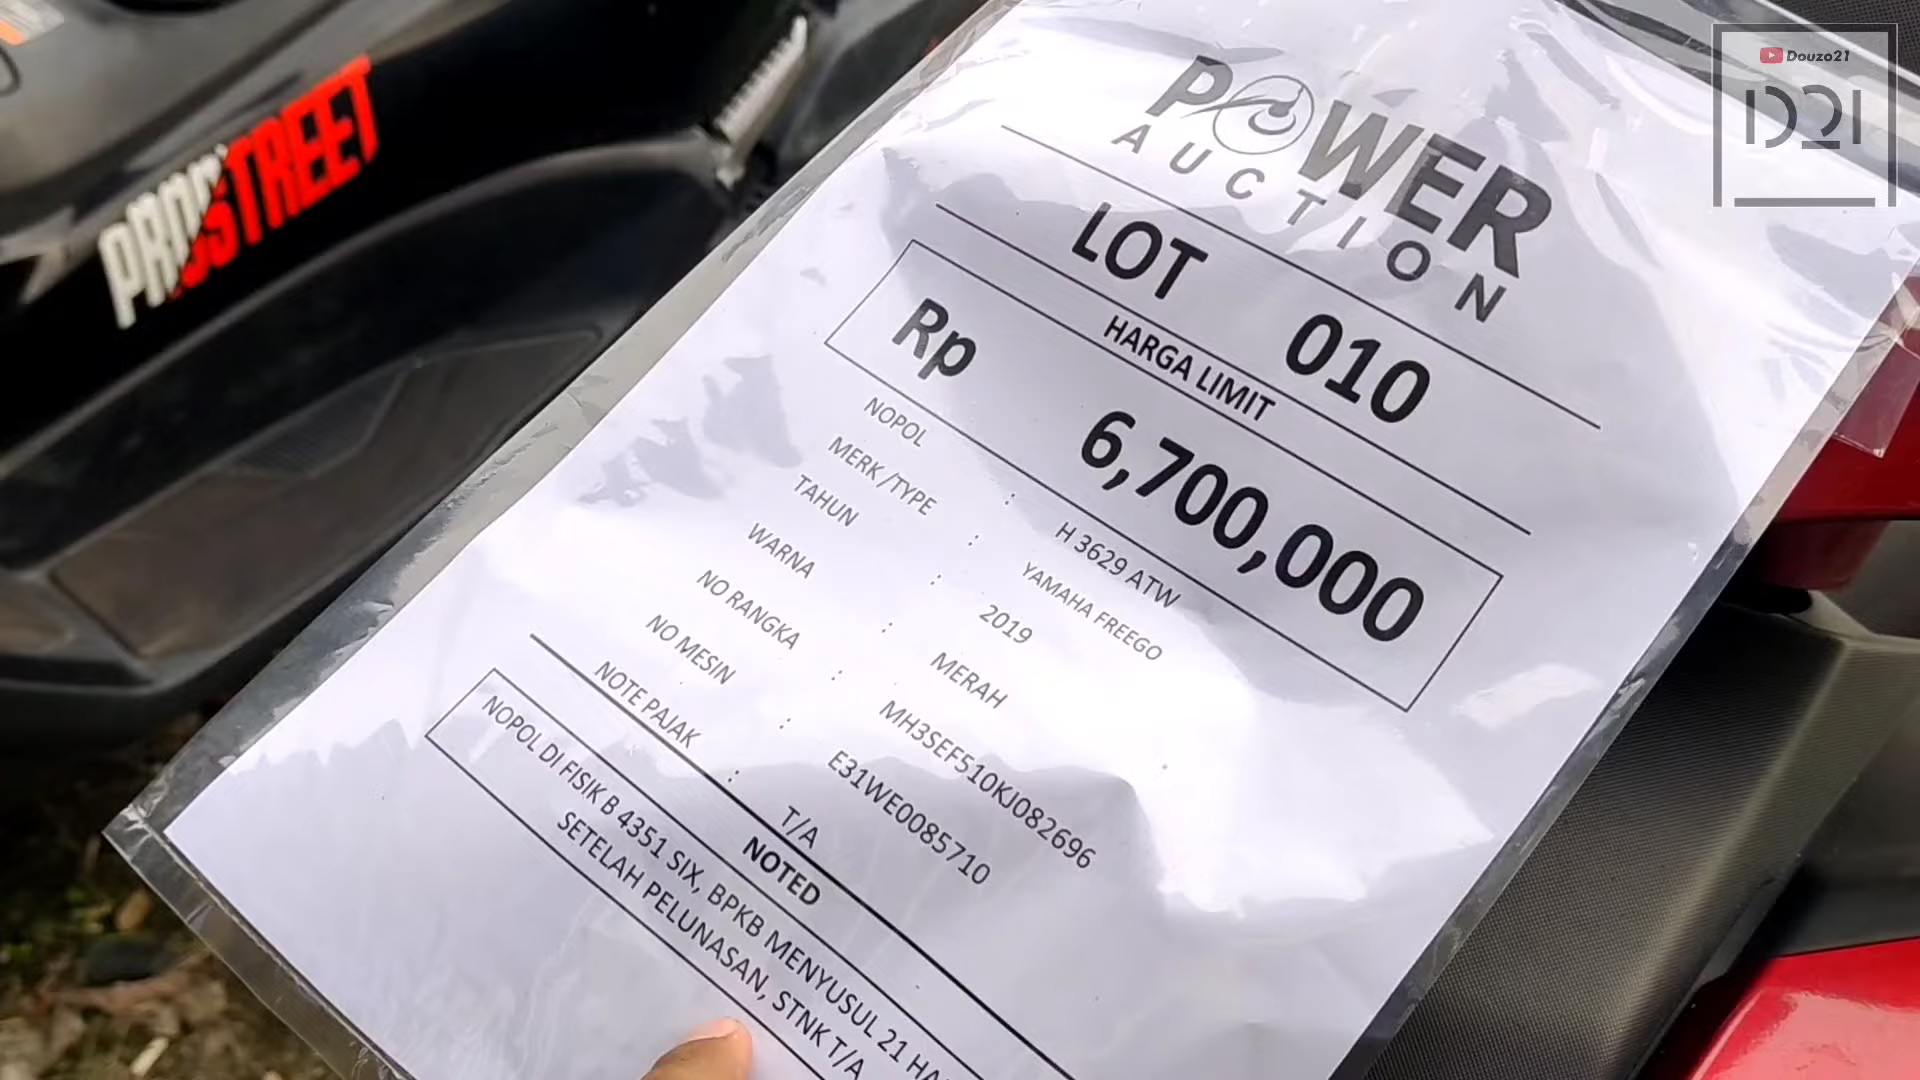 Douzo21
D21
PROSTREET
POWER
AUCTION
LOT 010
HARGA LIMIT
Rp 6,700,000
NOPOL : H 3629 ATW
MERK /TYPE : YAMAHA FREEGO
TAHUN : 2019
WARNA : MERAH
NO RANGKA : MH3SEF510KJ082696
NO MESIN : E31WE0085710
NOTE PAJAK : T/A
NOTED
NOPOL DI FISIK B 4351 SIX, BPKB MENYUSUL 21
SETELAH PELUNASAN, STNK T/A